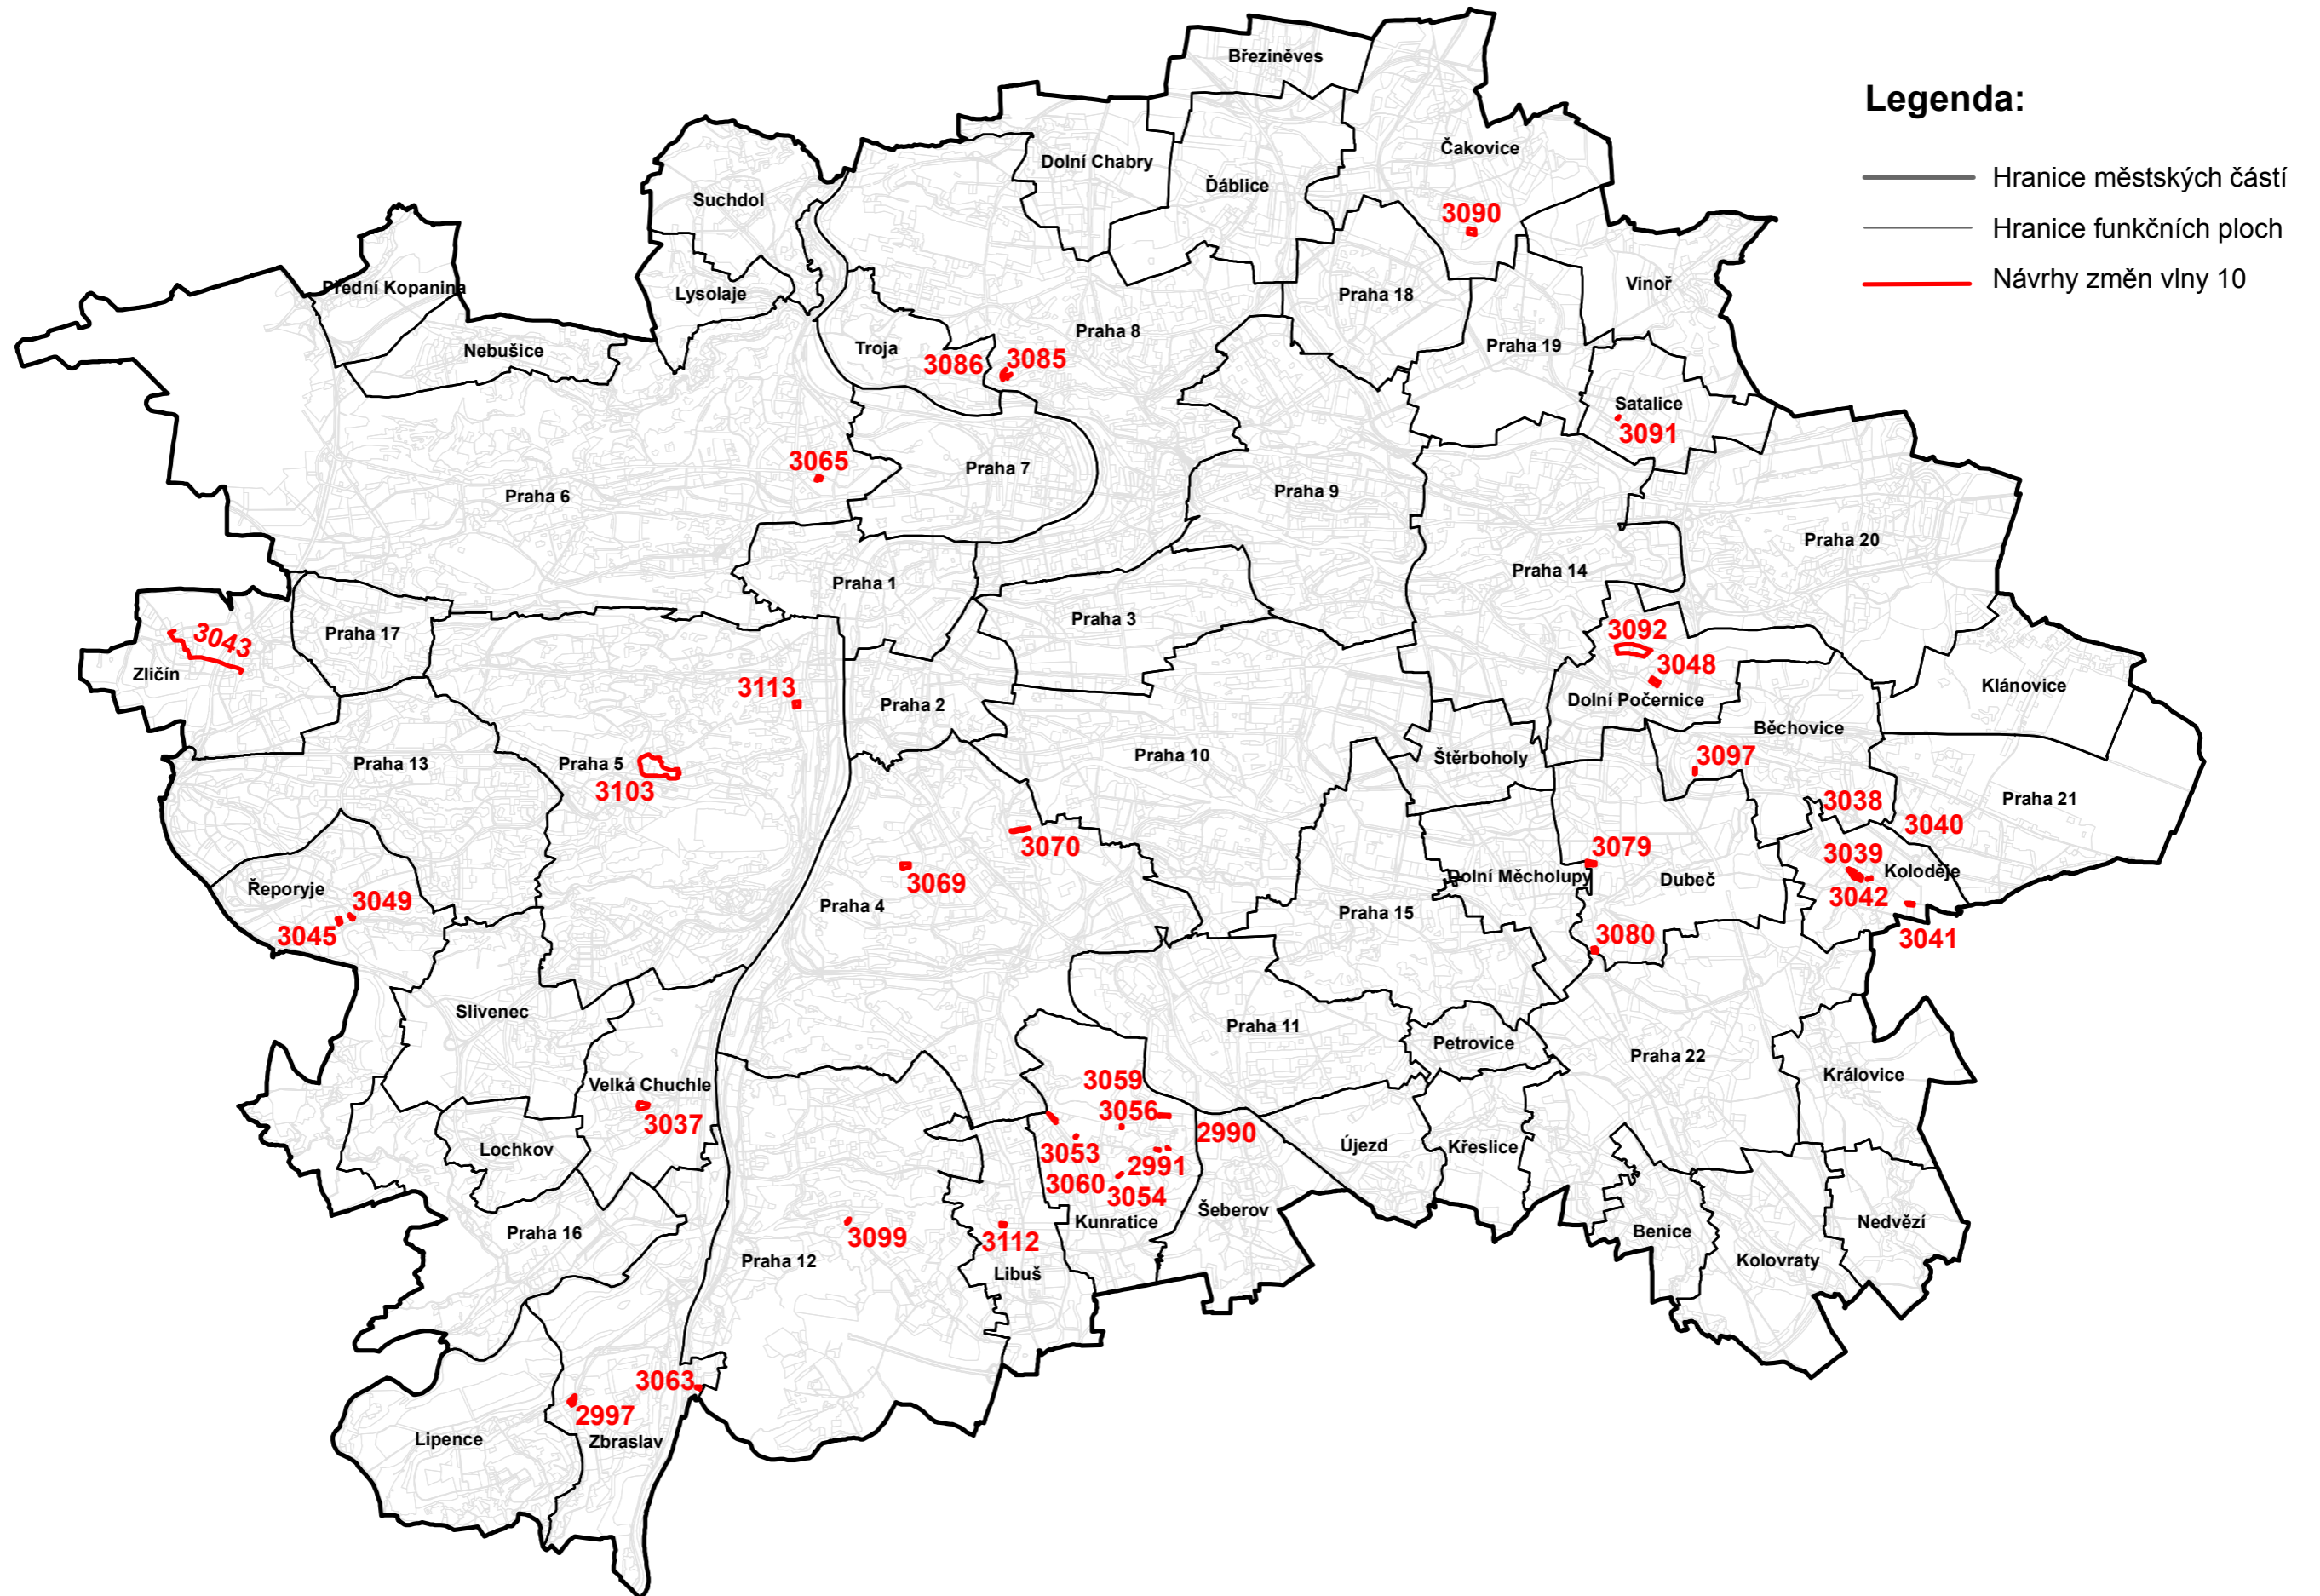 Legenda:
Hranice městských částí
Hranice funkčních ploch
Návrhy změn vlny 10
Březiněves
Čakovice
Dolní Chabry
Ďáblice
Suchdol
3090
Přední Kopanina
Lysolaje
Praha 18
Vinoř
Nebušice
Troja
Praha 8
Praha 19
3086
3085
Satalice
3091
3065
Praha 7
Praha 6
Praha 9
Praha 20
Praha 1
Praha 14
Praha 3
Praha 17
3043
Zličín
3092
3048
Klánovice
3113
Praha 2
Dolní Počernice
Běchovice
Praha 13
Praha 5
3103
Praha 10
Štěrboholy
3097
3038
Praha 21
3040
3070
3079
3039
Koloděje
3069
Dolní Měcholupy
Dubeč
3042
Řeporyje
3049
3045
Praha 4
Praha 15
3080
3041
Slivenec
Praha 11
Petrovice
Praha 22
Královice
Velká Chuchle
3037
3059
3056
2990
Lochkov
3053
2991
3060
3054
Újezd
Křeslice
Kunratice
Šeberov
Praha 16
3099
3112
Libuš
Praha 12
Benice
Kolovraty
Nedvězí
3063
2997
Zbraslav
Lipence